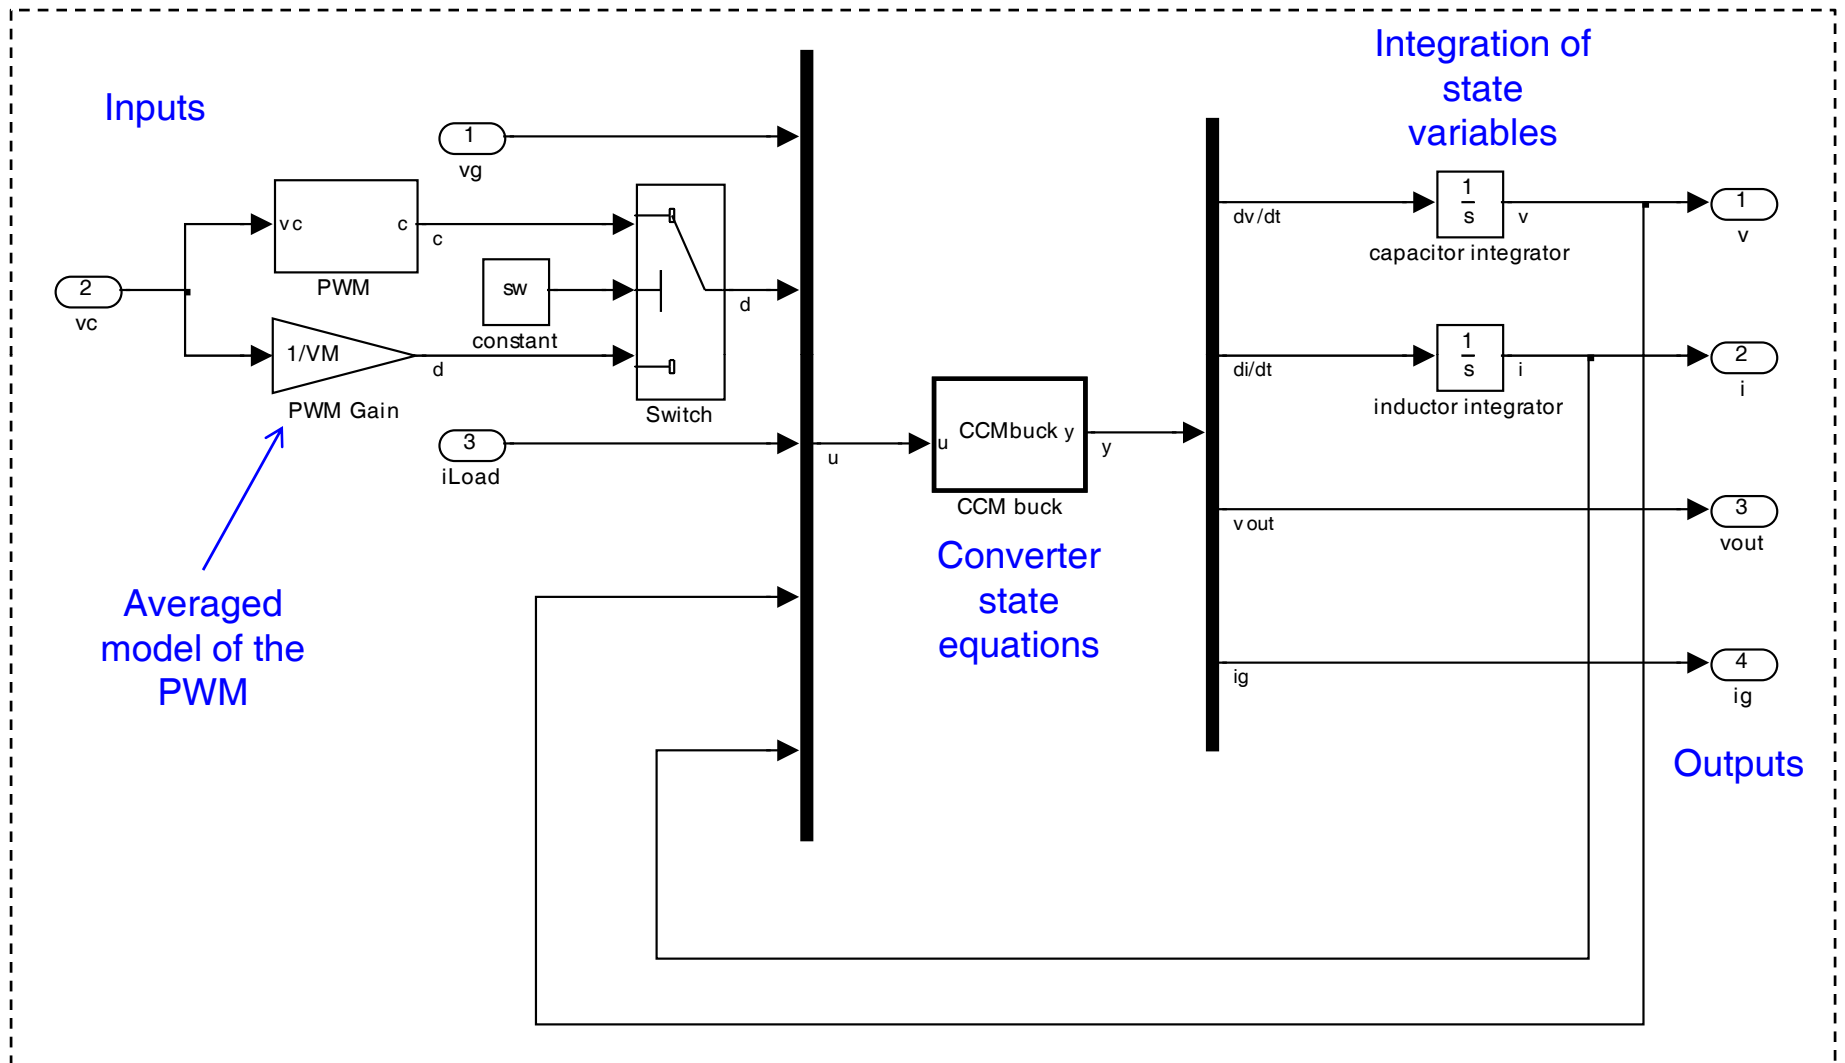 Inputs
Integration of
state
variables
1
vg
vc
c
c
PWM
2
vc
sw
constant
d
1/VM
d
PWM Gain
Switch
3
iLoad
u
u
CCMbuck
y
y
CCM buck
Converter
state
equations
Averaged
model of the
PWM
dv/dt
1
s
v
capacitor integrator
1
v
di/dt
1
s
i
inductor integrator
2
i
vout
3
vout
ig
4
ig
Outputs